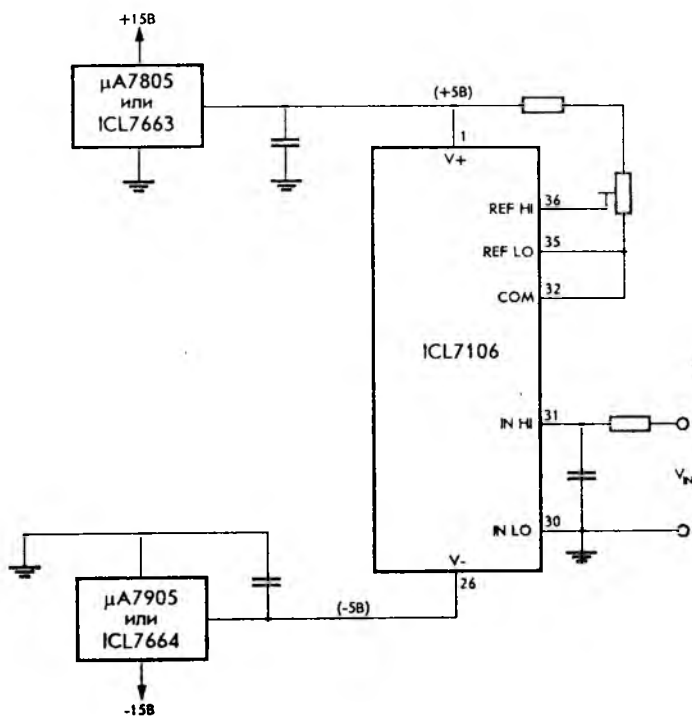 +15В
μA7805
или
ICL7663
(+5В)
1
V+
REF HI
36
REF LO
35
COM
32
ICL7106
IN HI
31
VIN
IN LO
30
V-
26
μA7905
или
ICL7664
(-5В)
-15В